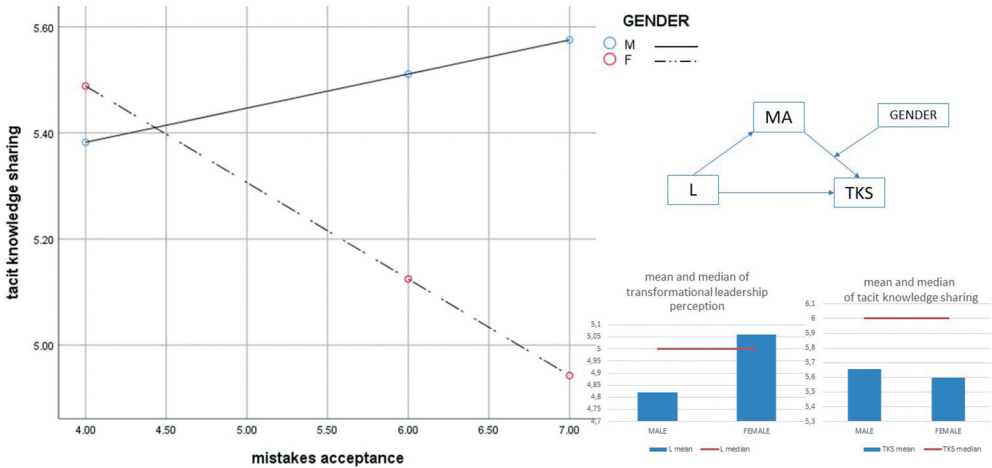 GENDER
M
F
5.60
5.40
5.20
5.00
tacit knowledge sharing
4.00
4.50
5.00
5.50
6.00
6.50
7.00
mistakes acceptance
MA
GENDER
L
TKS
mean and median of
transformational leadership
perception
5,1
5,05
5
4,95
4,9
4,85
4,8
4,75
4,7
MALE
FEMALE
L mean
L median
mean and median
of tacit knowledge sharing
6,1
6
5,9
5,8
5,7
5,6
5,5
5,4
5,3
MALE
FEMALE
TKS mean
TKS median